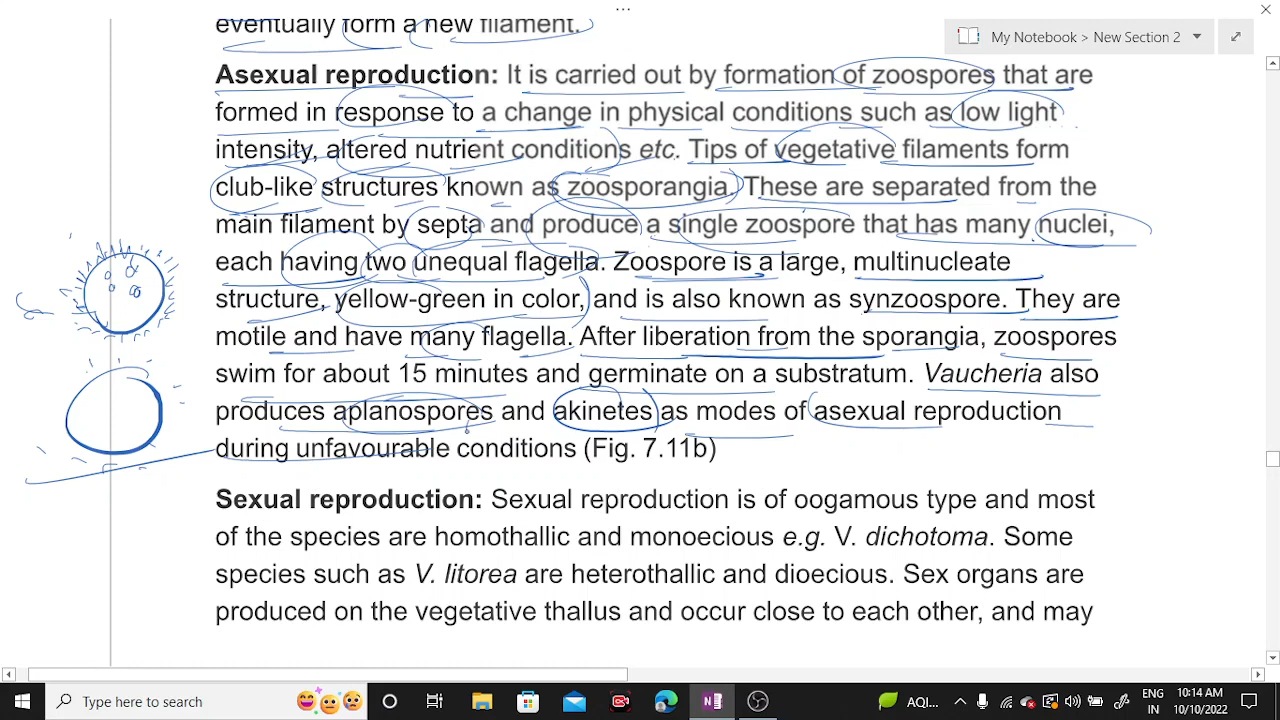 ...
My Notebook > New Section 2
eventually form a new filament.
Asexual reproduction: It is carried out by formation of zoospores that are
formed in response to a change in physical conditions such as low light
intensity, altered nutrient conditions etc. Tips of vegetative filaments form
club-like structures known as zoosporangia. These are separated from the
main filament by septa and produce a single zoospore that has many nuclei,
each having two unequal flagella. Zoospore is a large, multinucleate
structure, yellow-green in color, and is also known as synzoospore. They are
motile and have many flagella. After liberation from the sporangia, zoospores
swim for about 15 minutes and germinate on a substratum. Vaucheria also
produces aplanospores and akinetes as modes of asexual reproduction
during unfavourable conditions (Fig. 7.11b)
Sexual reproduction: Sexual reproduction is of oogamous type and most
of the species are homothallic and monoecious e.g. V. dichotoma. Some
species such as V. litorea are heterothallic and dioecious. Sex organs are
produced on the vegetative thallus and occur close to each other, and may
Type here to search
AQI...
ENG
IN
10:14 AM
10/10/2022